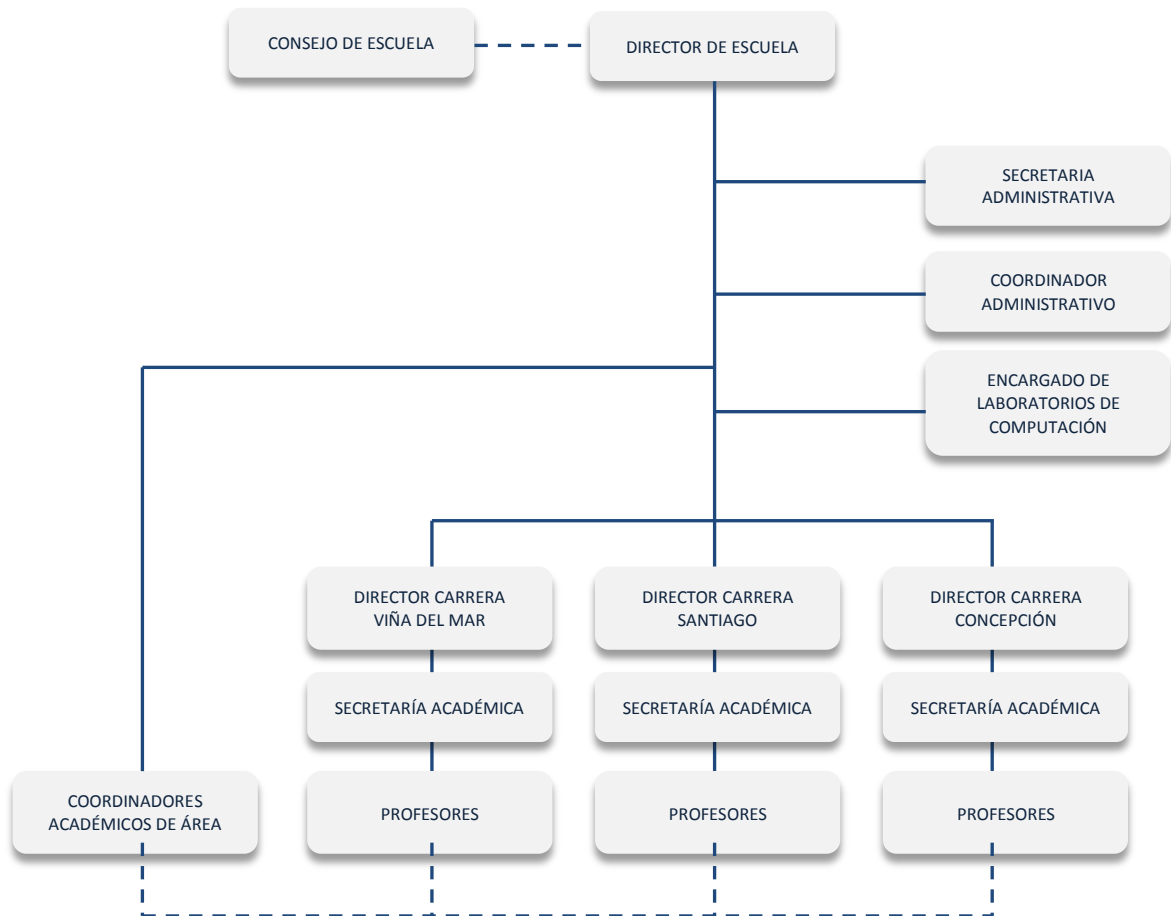 CONSEJO DE ESCUELA
DIRECTOR DE ESCUELA
SECRETARIA
ADMINISTRATIVA
COORDINADOR
ADMINISTRATIVO
ENCARGADO DE
LABORATORIOS DE
COMPUTACIÓN
DIRECTOR CARRERA
VIÑA DEL MAR
DIRECTOR CARRERA
SANTIAGO
DIRECTOR CARRERA
CONCEPCIÓN
SECRETARÍA ACADÉMICA
SECRETARÍA ACADÉMICA
SECRETARÍA ACADÉMICA
COORDINADORES
ACADÉMICOS DE ÁREA
PROFESORES
PROFESORES
PROFESORES